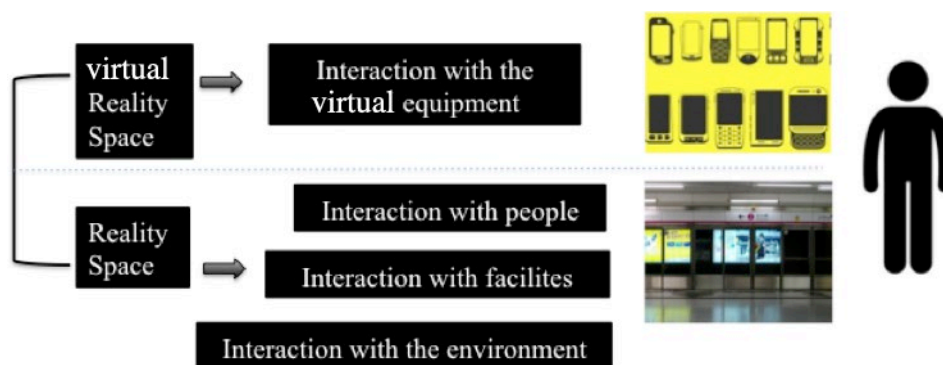 virtual
Reality
Space
Interaction with the
virtual equipment
Interaction with people
Reality
Space
Interaction with facilites
Interaction with the environment